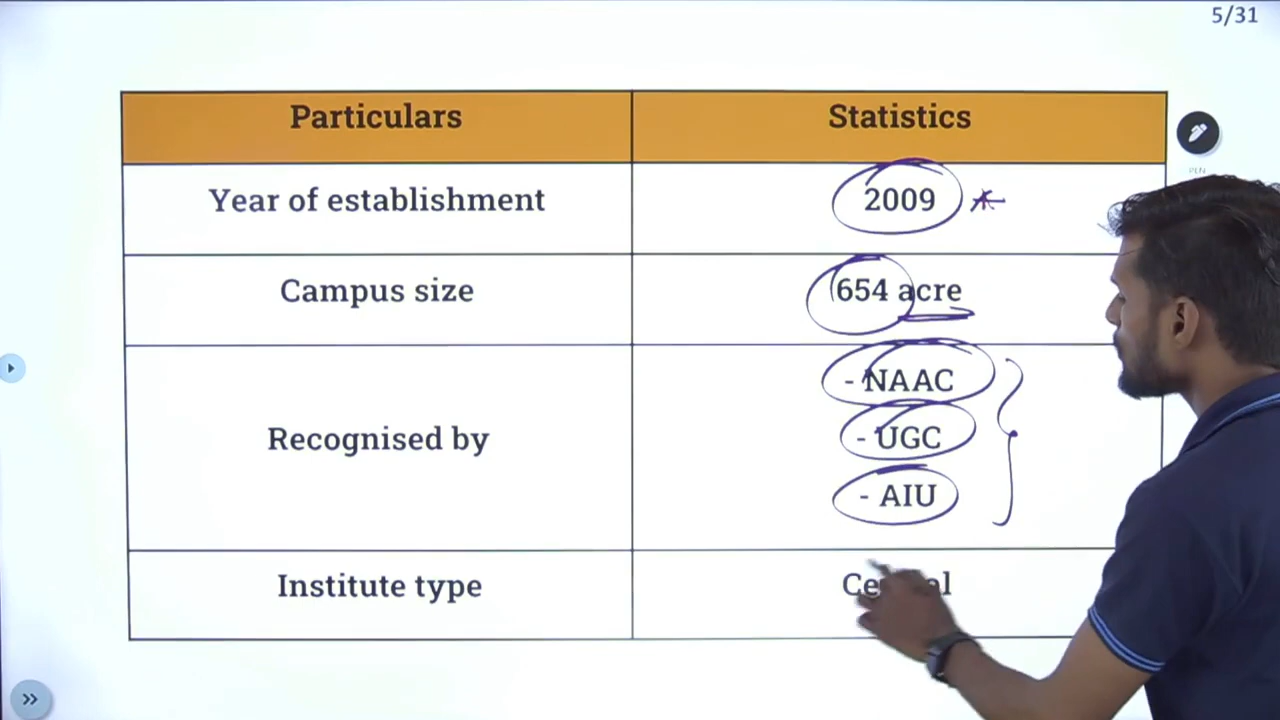 5/31
Particulars Statistics
PEN
Year of establishment 2009
Campus size 654 acre
- NAAC
- UGC
Recognised by
- AIU
Institute type